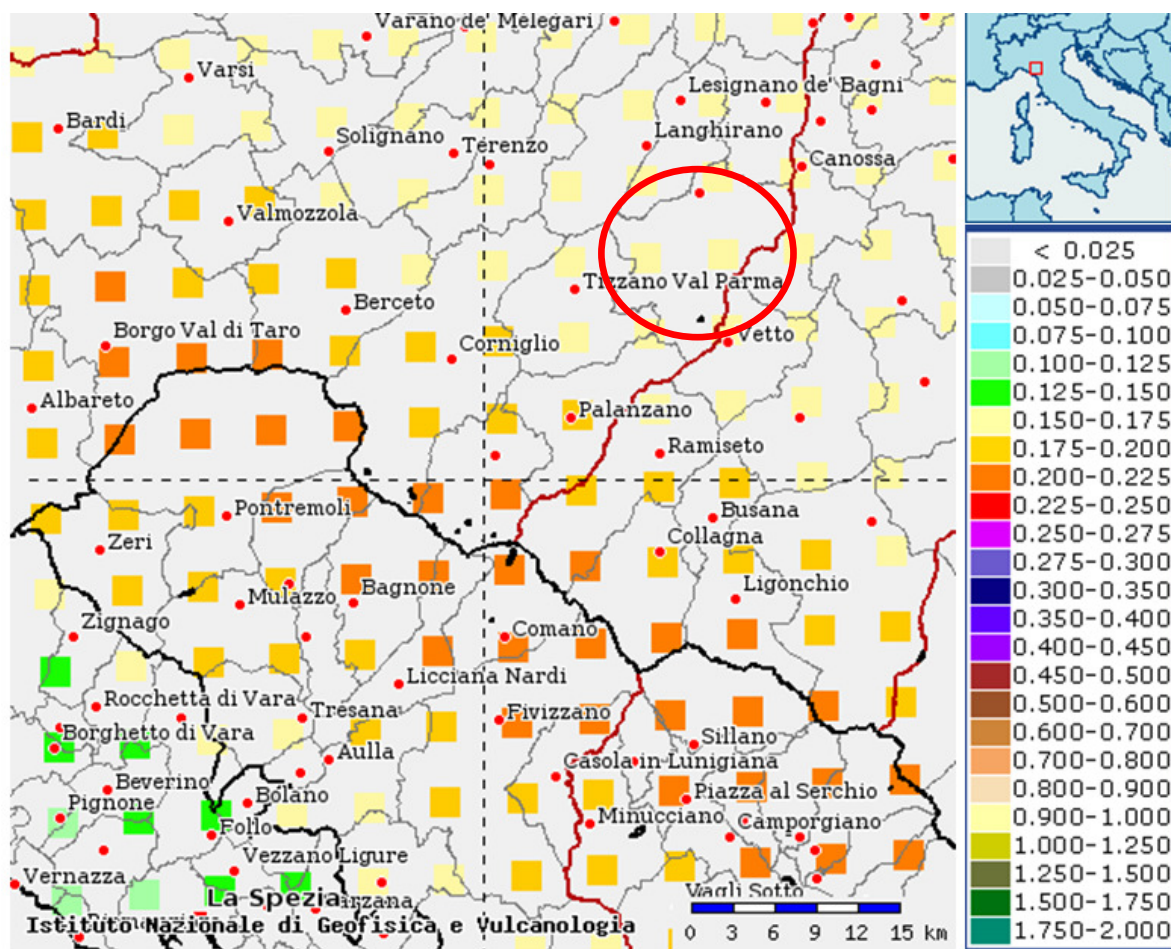 Varano de' Melegari
Varsi
Lesignano de' Bagni
Bardi
Solignano
Terenzo
Langhirano
Canossa
Valmozzola
Tizzano Val Parma
Berceto
Borgo Val di Taro
Vetto
Corniglio
Albareto
Palanzano
Ramiseto
Pontremoli
Busana
Zeri
Collagna
Ligonchio
Mulazzo
Bagnone
Zignago
Comano
Licciana Nardi
Rocchetta di Vara
Tresana
Fivizzano
Borghetto di Vara
Sillano
Aulla
Casola in Lunigiana
Beverino
Bolano
Piazza al Serchio
Pignone
Minucciano
Camporgiano
Follo
Vezzano Ligure
Vernazza
Vagli Sotto
La Spezia
Istituto Nazionale di Geofisica e Vulcanologia
0 3 6 9 12 15 km
< 0.025
0.025-0.050
0.050-0.075
0.075-0.100
0.100-0.125
0.125-0.150
0.150-0.175
0.175-0.200
0.200-0.225
0.225-0.250
0.250-0.275
0.275-0.300
0.300-0.350
0.350-0.400
0.400-0.450
0.450-0.500
0.500-0.600
0.600-0.700
0.700-0.800
0.800-0.900
0.900-1.000
1.000-1.250
1.250-1.500
1.500-1.750
1.750-2.000